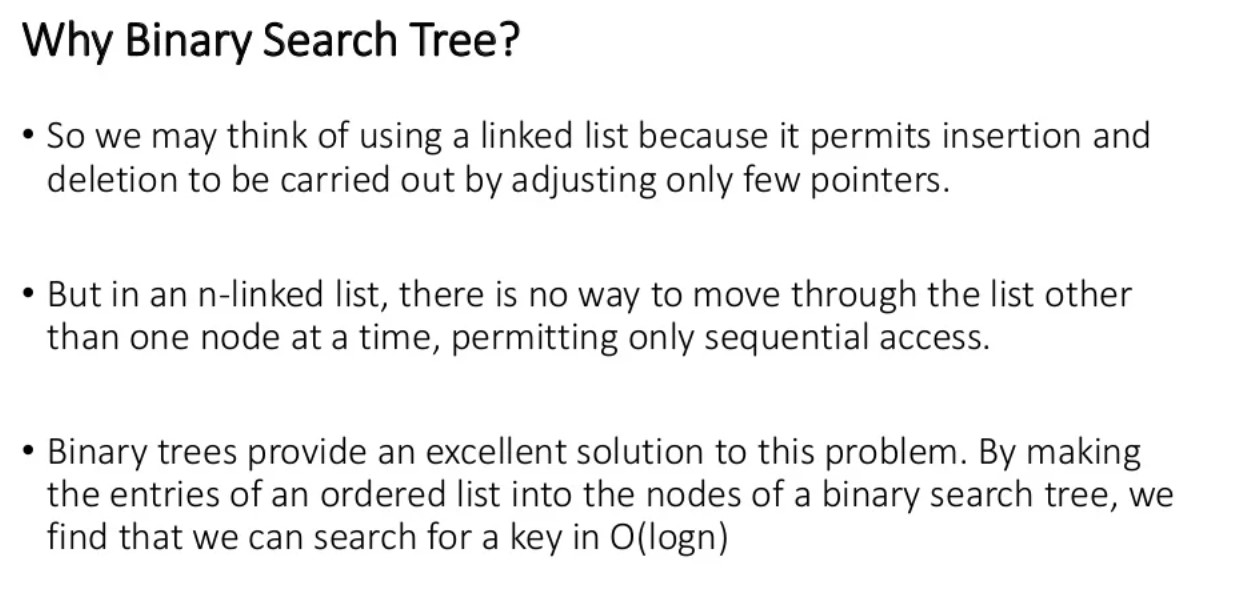 Why Binary Search Tree?
• So we may think of using a linked list because it permits insertion and
deletion to be carried out by adjusting only few pointers.
• But in an n-linked list, there is no way to move through the list other
than one node at a time, permitting only sequential access.
• Binary trees provide an excellent solution to this problem. By making
the entries of an ordered list into the nodes of a binary search tree, we
find that we can search for a key in O(logn)